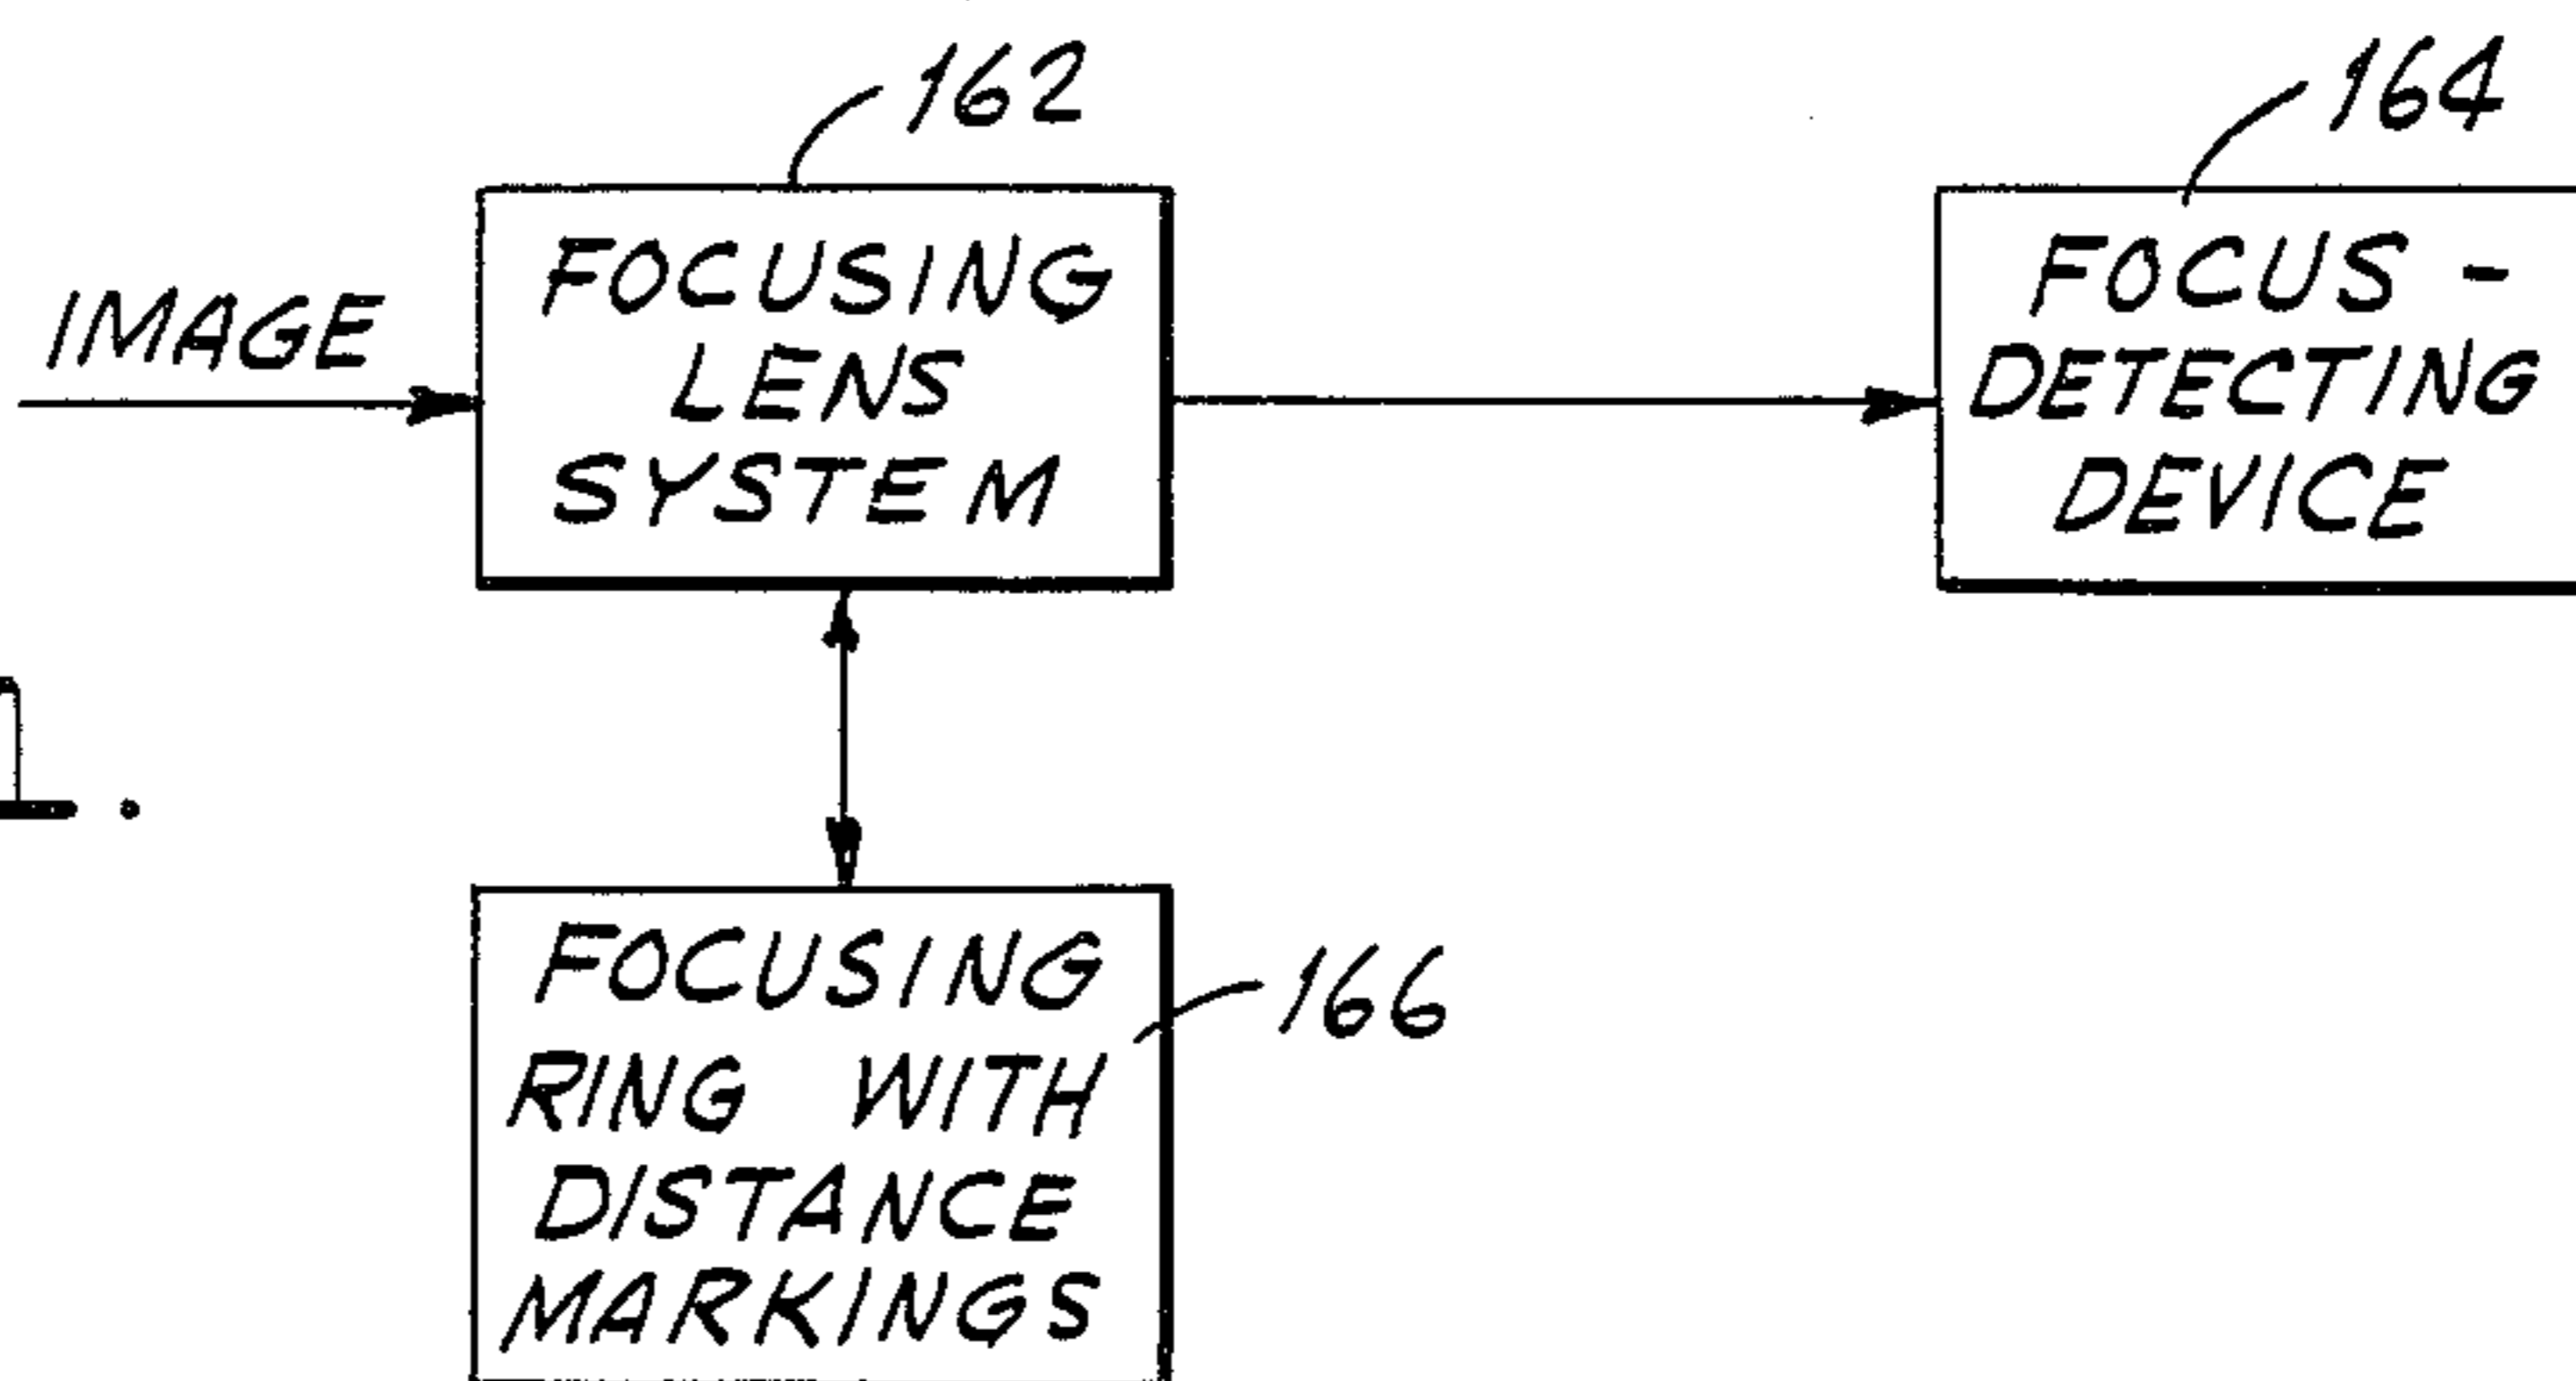 162
164
IMAGE
FOCUSING
LENS
SYSTEM
FOCUS -
DETECTING
DEVICE
FOCUSING
RING WITH
DISTANCE
MARKINGS
166